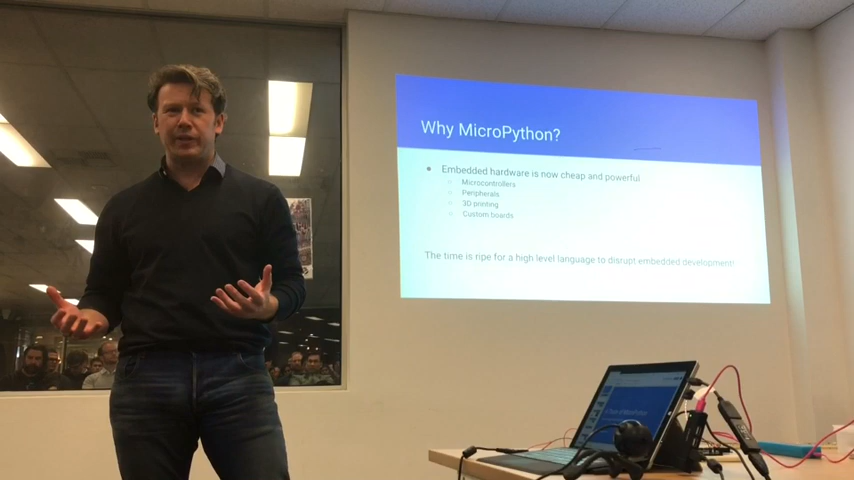 Why MicroPython?
Embedded hardware is now cheap and powerful
Microcontrollers
Peripherals
3D printing
Custom boards
The time is ripe for a high level language to disrupt embedded development!